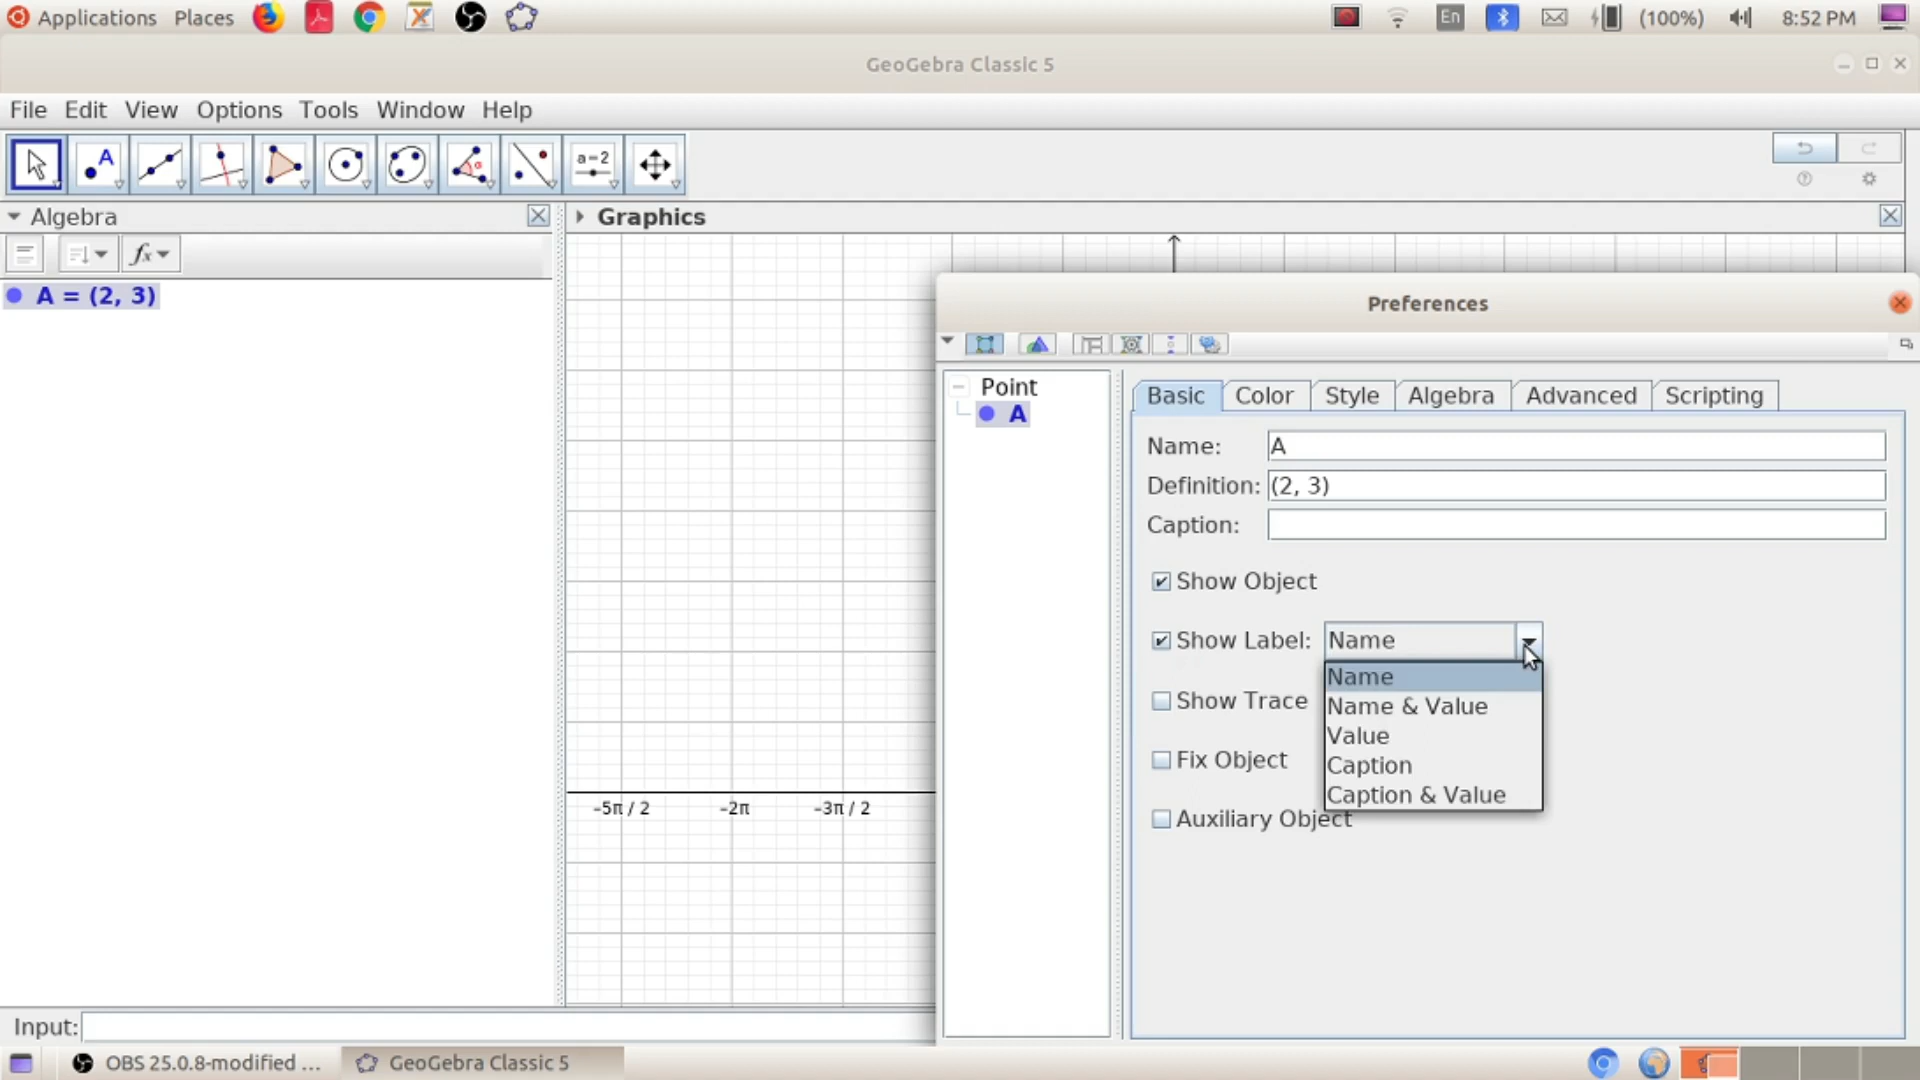 Applications Places En (100%) 8:52 PM
GeoGebra Classic 5
File Edit View Options Tools Window Help
A a=2
Algebra Graphics
fx
A = (2, 3)
Preferences
Point
A
Basic Color Style Algebra Advanced Scripting
Name: A
Definition: (2, 3)
Caption:
Show Object
Show Label: Name
Name
Show Trace Name & Value
Value
Fix Object Caption
Caption & Value
Auxiliary Object
-5π / 2 -2π -3π / 2
Input:
OBS 25.0.8-modified ... GeoGebra Classic 5